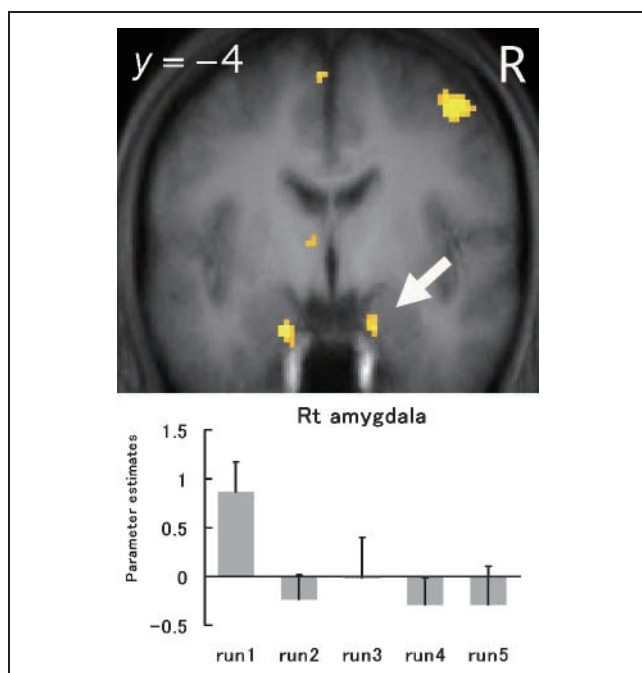 y = −4
R
Rt amygdala
Parameter estimates
1.5
1
0.5
0
−0.5
run1 run2 run3 run4 run5